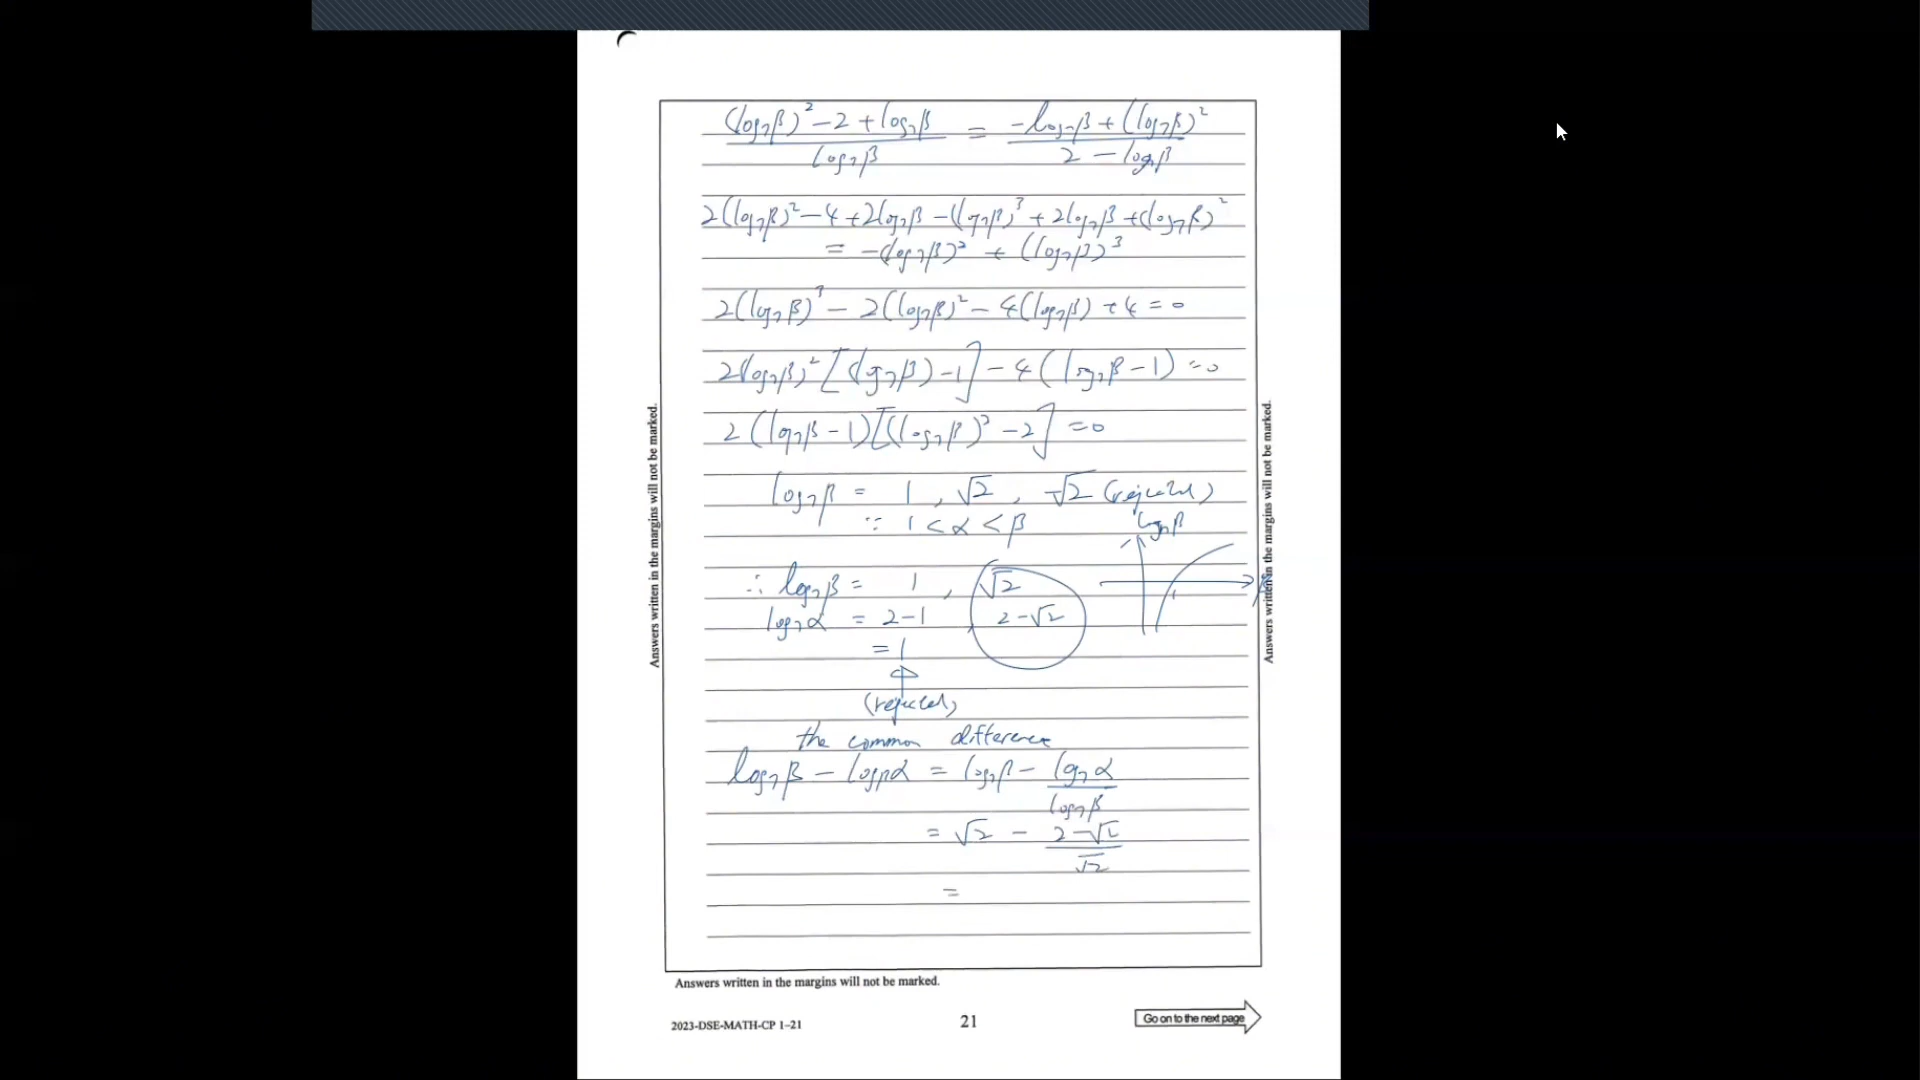 ((log₇β)² − 2 + log₇β) / (log₇β) = (−log₇β + (log₇β)²) / (2 − log₇β)
2(log₇β)² − 4 + 2log₇β − (log₇β)³ + 2log₇β + (log₇β)²
= −(log₇β)² + (log₇β)³
2(log₇β)³ − 2(log₇β)² − 4(log₇β) + 4 = 0
2(log₇β)² [(log₇β) − 1] − 4(log₇β − 1) = 0
2(log₇β − 1)[(log₇β)² − 2] = 0
log₇β = 1, √2, −√2 (rejected)
∵ 1 < α < β
log₇β
∴ log₇β = 1, √2
log₇α = 2−1, 2−√2
= 1
(rejected)
the common difference
log₇β − log_βα = log₇β − (log₇α) / (log₇β)
= √2 − (2−√2) / √2
=
Answers written in the margins will not be marked.
Answers written in the margins will not be marked.
Answers written in the margins will not be marked.
2023-DSE-MATH-CP 1–21
21
Go on to the next page